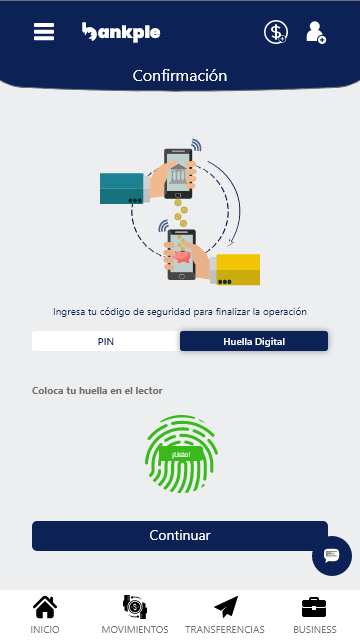 bankple
Confirmación
Ingresa tu código de seguridad para finalizar la operación
PIN
Huella Digital
Coloca tu huella en el lector
¡Listo!
Continuar
INICIO
MOVIMIENTOS
TRANSFERENCIAS
BUSINESS